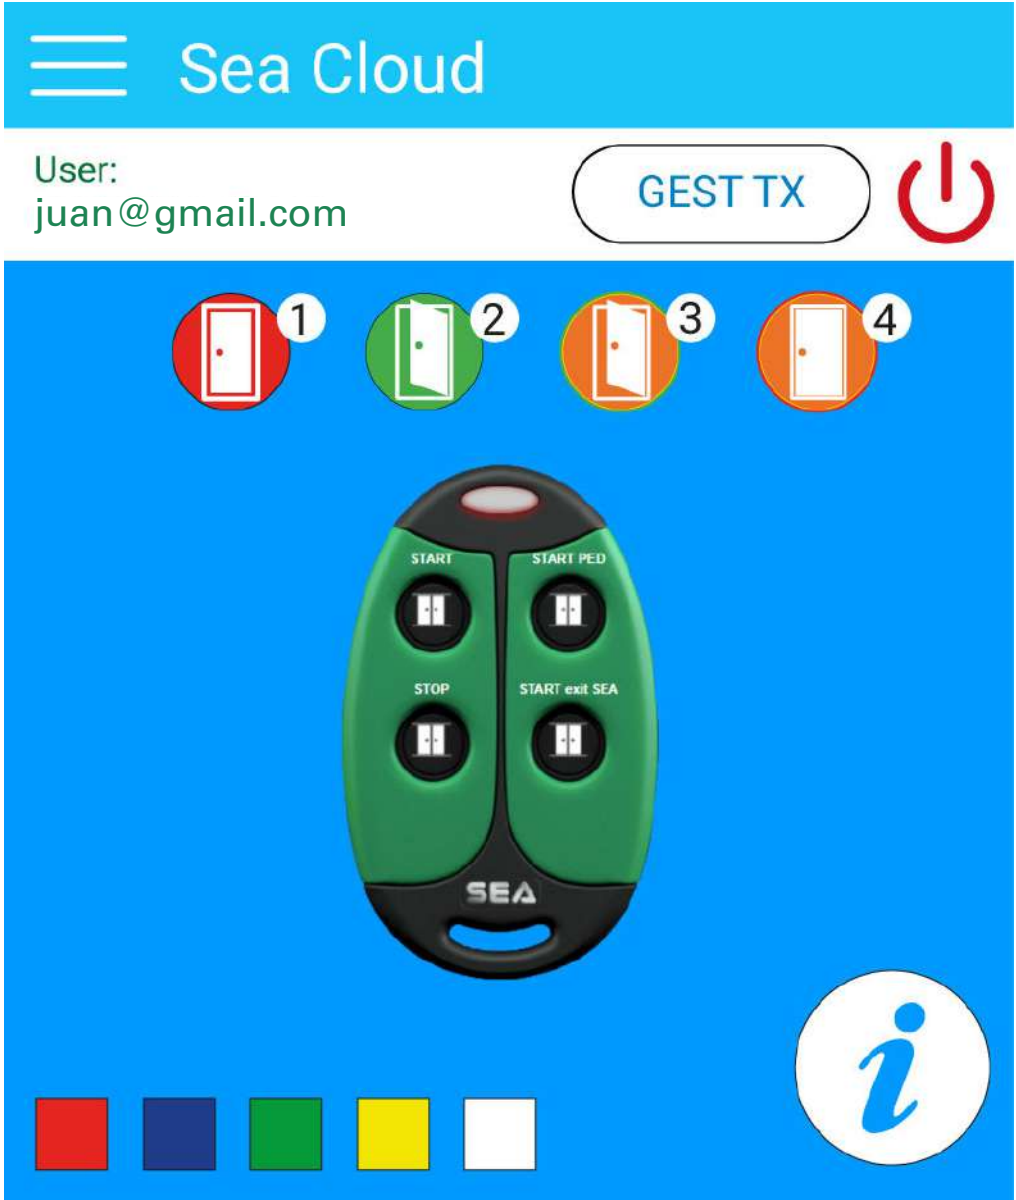 Sea Cloud
User:
juan@gmail.com
GEST TX
1
2
3
4
START
START PED
STOP
START exit SEA
SEA
i